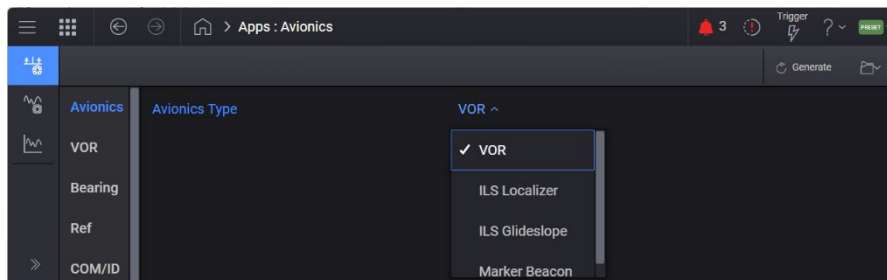 > Apps : Avionics
3
Trigger
?
PRESET
Generate
Avionics
Avionics Type
VOR
VOR
VOR
Bearing
ILS Localizer
Ref
ILS Glideslope
COM/ID
Marker Beacon